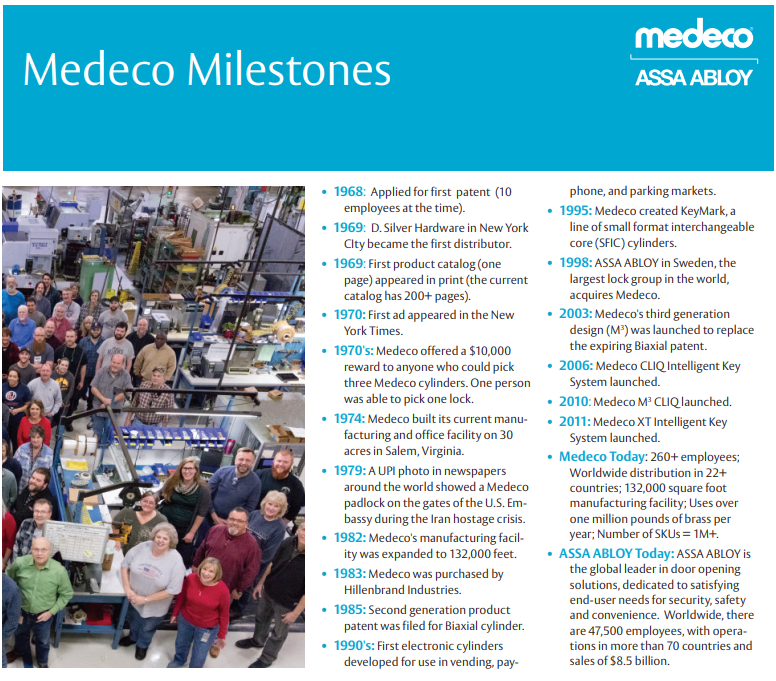 Medeco Milestones
medeco
ASSA ABLOY
• 1968: Applied for first patent (10
employees at the time).
• 1969: D. Silver Hardware in New York
CIty became the first distributor.
• 1969: First product catalog (one
page) appeared in print (the current
catalog has 200+ pages).
• 1970: First ad appeared in the New
York Times.
• 1970's: Medeco offered a $10,000
reward to anyone who could pick
three Medeco cylinders. One person
was able to pick one lock.
• 1974: Medeco built its current manu-
facturing and office facility on 30
acres in Salem, Virginia.
• 1979: A UPI photo in newspapers
around the world showed a Medeco
padlock on the gates of the U.S. Em-
bassy during the Iran hostage crisis.
• 1982: Medeco's manufacturing facil-
ity was expanded to 132,000 feet.
• 1983: Medeco was purchased by
Hillenbrand Industries.
• 1985: Second generation product
patent was filed for Biaxial cylinder.
• 1990's: First electronic cylinders
developed for use in vending, pay-
phone, and parking markets.
• 1995: Medeco created KeyMark, a
line of small format interchangeable
core (SFIC) cylinders.
• 1998: ASSA ABLOY in Sweden, the
largest lock group in the world,
acquires Medeco.
• 2003: Medeco's third generation
design (M³) was launched to replace
the expiring Biaxial patent.
• 2006: Medeco CLIQ Intelligent Key
System launched.
• 2010: Medeco M³ CLIQ launched.
• 2011: Medeco XT Intelligent Key
System launched.
• Medeco Today: 260+ employees;
Worldwide distribution in 22+
countries; 132,000 square foot
manufacturing facility; Uses over
one million pounds of brass per
year; Number of SKUs = 1M+.
• ASSA ABLOY Today: ASSA ABLOY is
the global leader in door opening
solutions, dedicated to satisfying
end-user needs for security, safety
and convenience. Worldwide, there
are 47,500 employees, with opera-
tions in more than 70 countries and
sales of $8.5 billion.